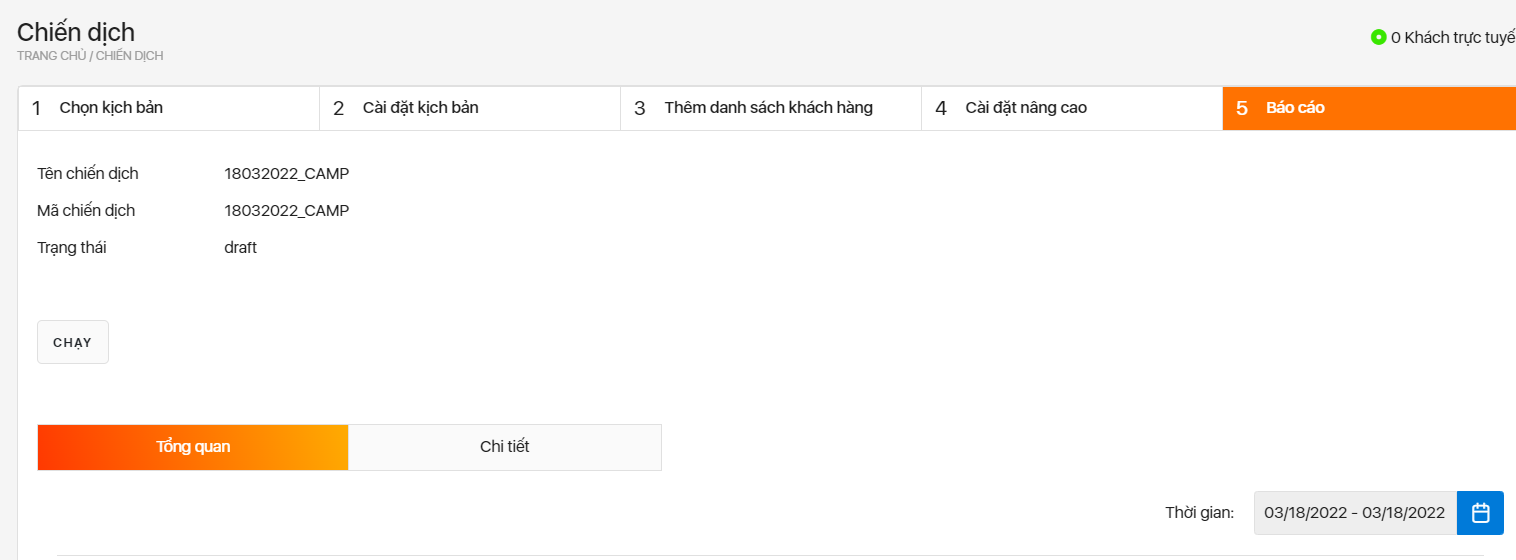 Chiến dịch
TRANG CHỦ / CHIẾN DỊCH
0 Khách trực tuyế
1 Chọn kịch bản
2 Cài đặt kịch bản
3 Thêm danh sách khách hàng
4 Cài đặt nâng cao
5 Báo cáo
Tên chiến dịch 18032022_CAMP
Mã chiến dịch 18032022_CAMP
Trạng thái draft
CHẠY
Tổng quan
Chi tiết
Thời gian: 03/18/2022 - 03/18/2022